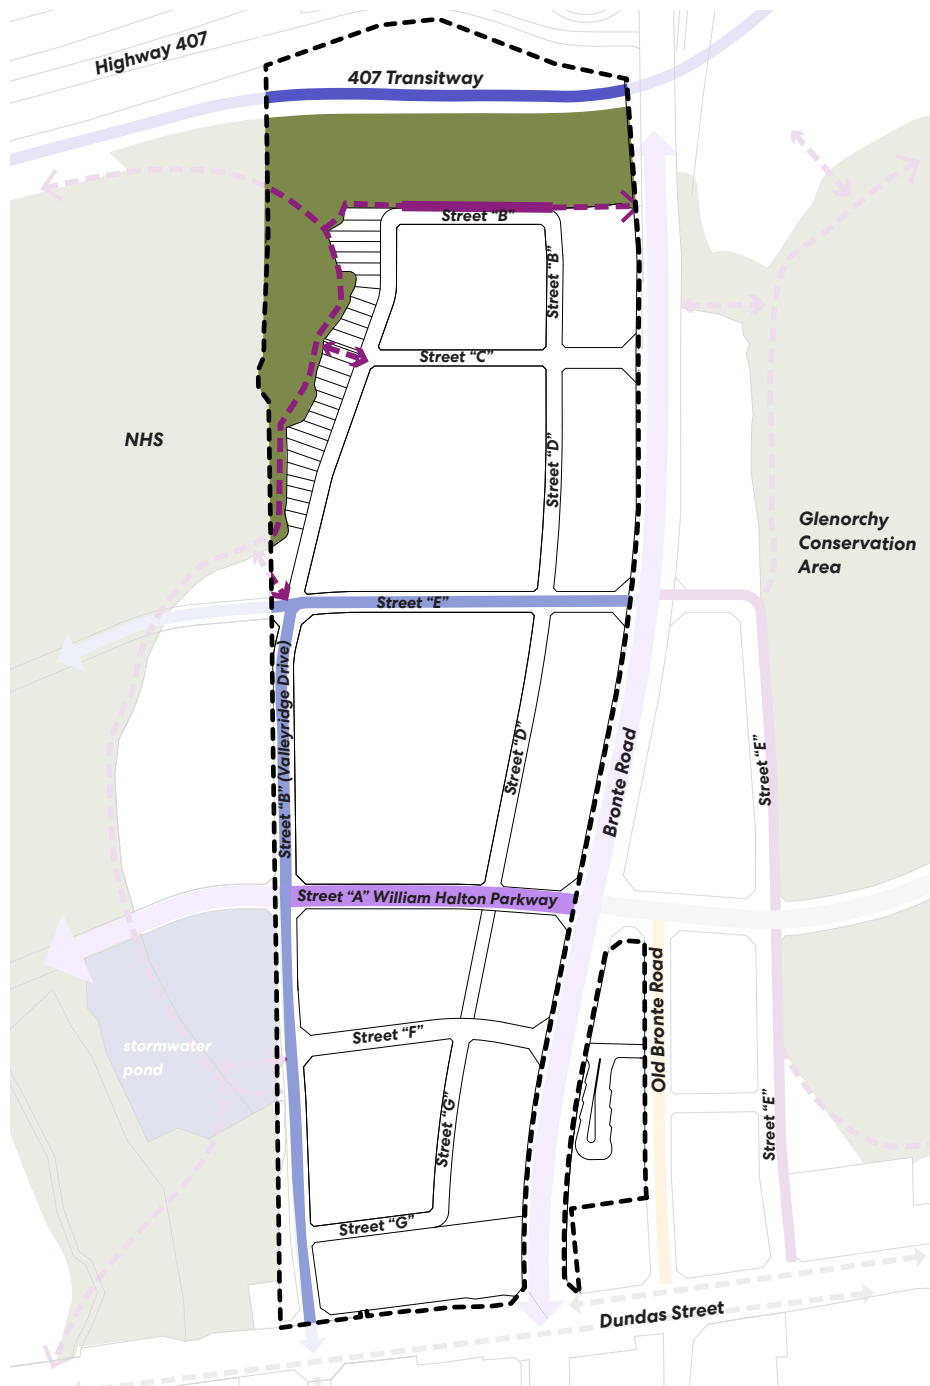 Highway 407
407 Transitway
Street “B”
Street “B”
Street “C”
NHS
Street “D”
Glenorchy
Conservation
Area
Street “E”
Street “B” (Valleyridge Drive)
Street “D”
Bronte Road
Street “E”
Street “A” William Halton Parkway
Old Bronte Road
Street “F”
stormwater
pond
Street “G”
Street “E”
Street “G”
Dundas Street